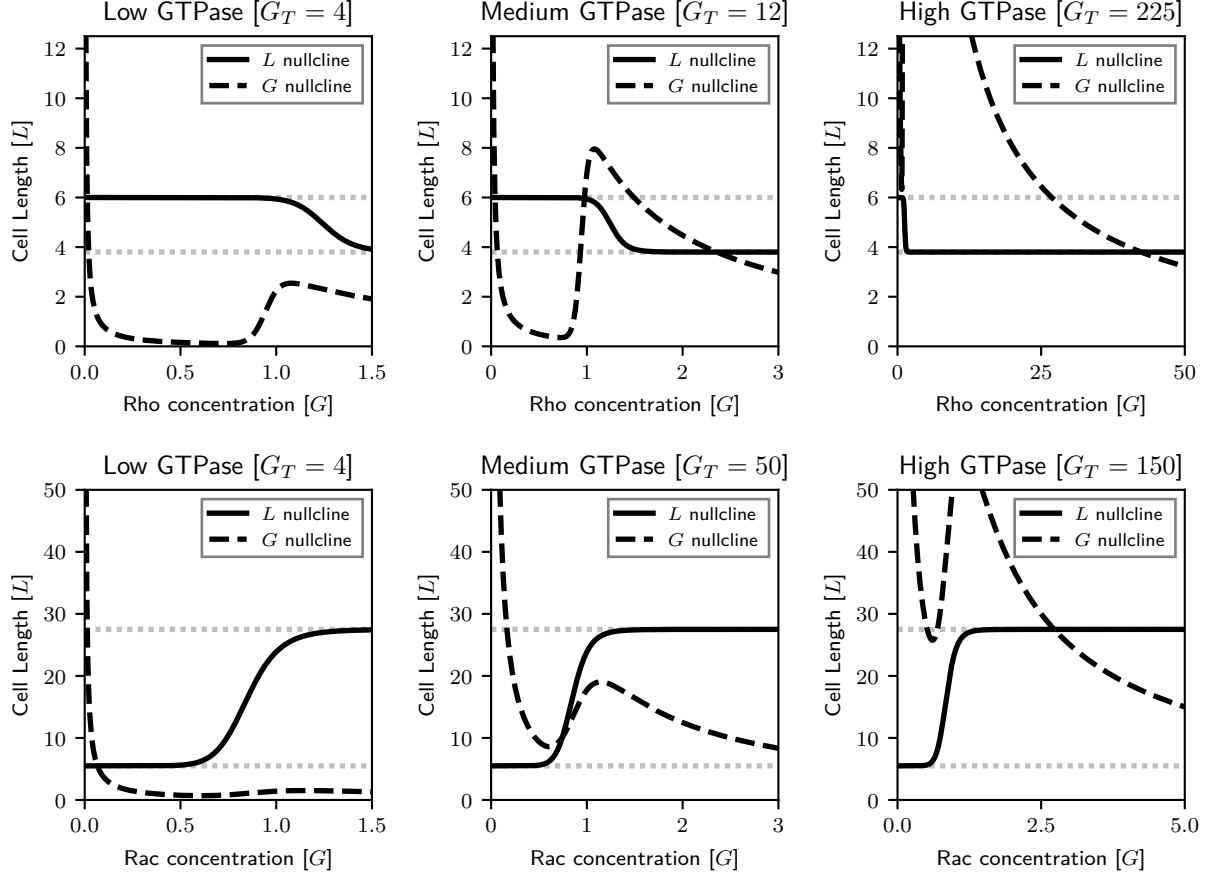 Low GTPase [G_T = 4]
Cell Length [L]
12
10
8
6
4
2
0
L nullcline
G nullcline
0.0 0.5 1.0 1.5
Rho concentration [G]
Medium GTPase [G_T = 12]
Cell Length [L]
12
10
8
6
4
2
0
L nullcline
G nullcline
0 1 2 3
Rho concentration [G]
High GTPase [G_T = 225]
Cell Length [L]
12
10
8
6
4
2
0
L nullcline
G nullcline
0 25 50
Rho concentration [G]
Low GTPase [G_T = 4]
Cell Length [L]
50
40
30
20
10
0
L nullcline
G nullcline
0.0 0.5 1.0 1.5
Rac concentration [G]
Medium GTPase [G_T = 50]
Cell Length [L]
50
40
30
20
10
0
L nullcline
G nullcline
0 1 2 3
Rac concentration [G]
High GTPase [G_T = 150]
Cell Length [L]
50
40
30
20
10
0
L nullcline
G nullcline
0.0 2.5 5.0
Rac concentration [G]